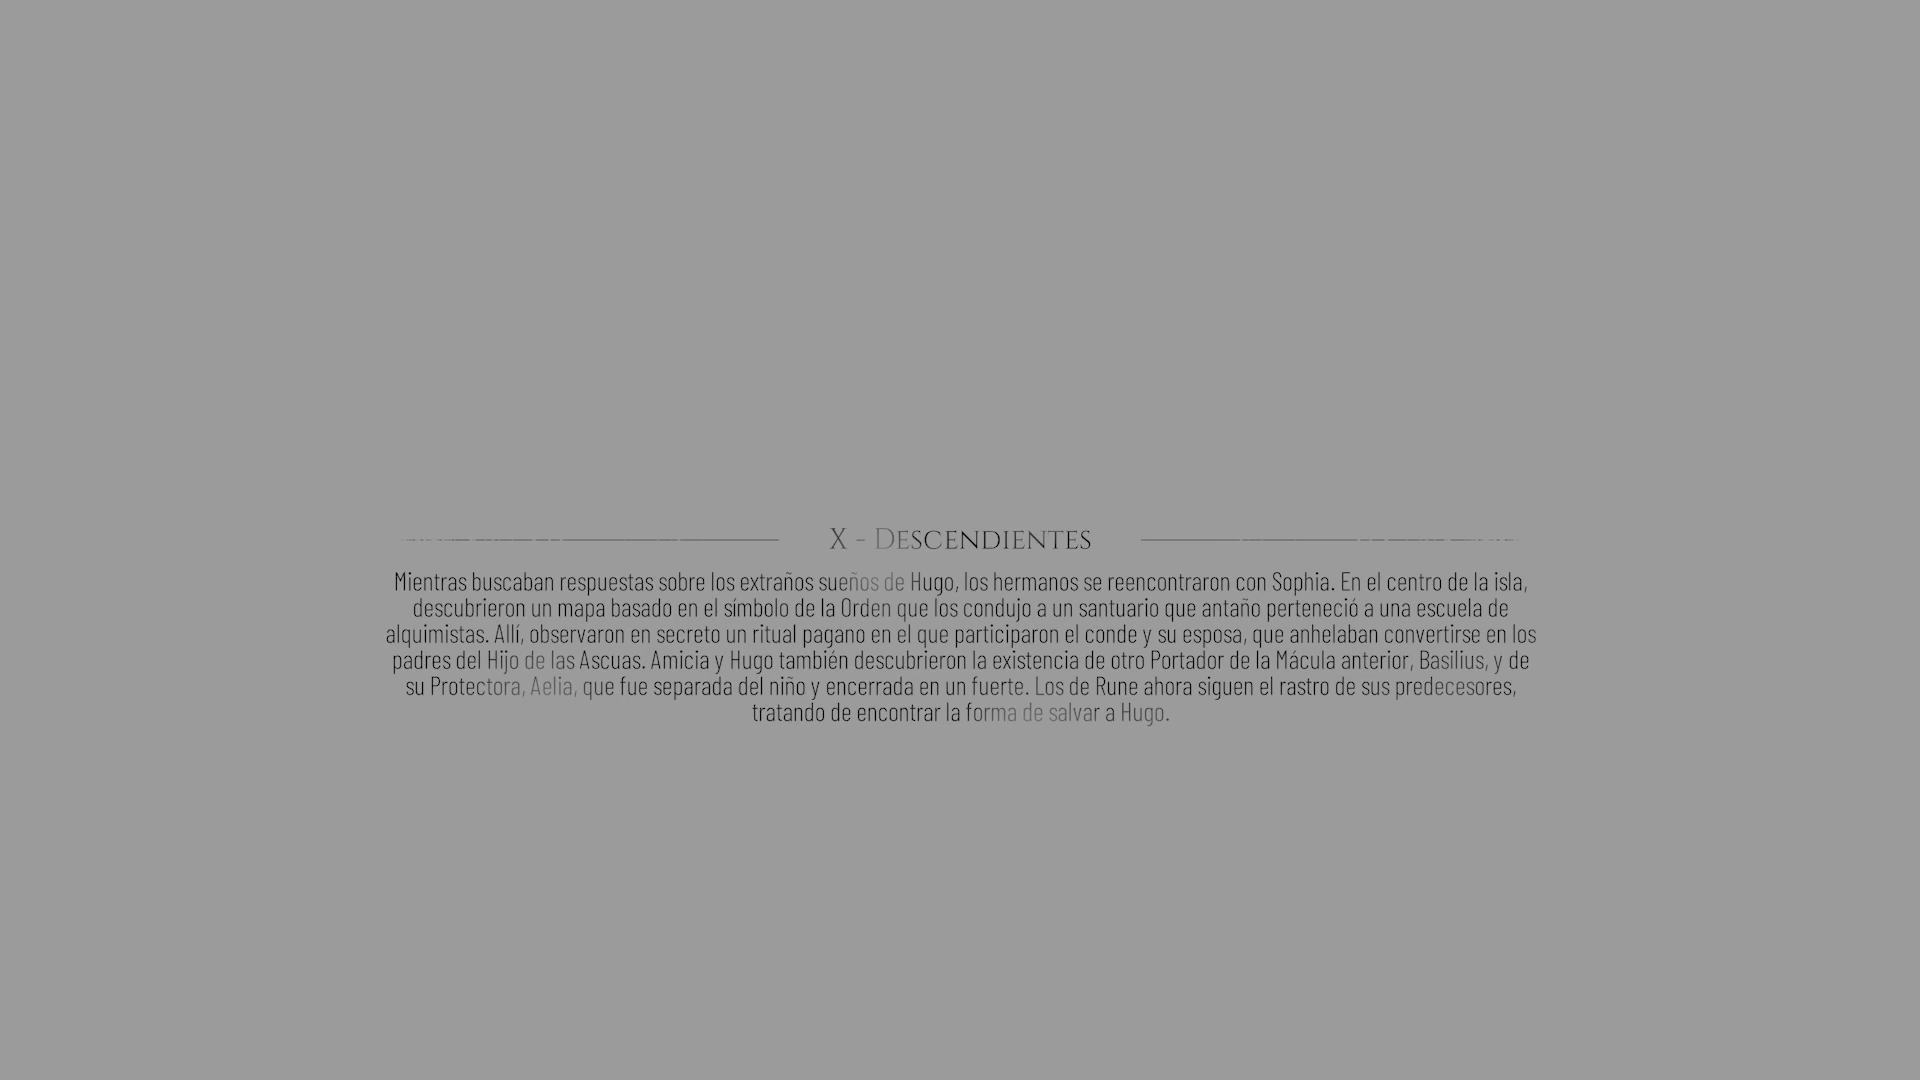 X - Descendientes
Mientras buscaban respuestas sobre los extraños sueños de Hugo, los hermanos se reencontraron con Sophia. En el centro de la isla,
descubrieron un mapa basado en el símbolo de la Orden que los condujo a un santuario que antaño perteneció a una escuela de
alquimistas. Allí, observaron en secreto un ritual pagano en el que participaron el conde y su esposa, que anhelaban convertirse en los
padres del Hijo de las Ascuas. Amicia y Hugo también descubrieron la existencia de otro Portador de la Mácula anterior, Basilius, y de
su Protectora, Aelia, que fue separada del niño y encerrada en un fuerte. Los de Rune ahora siguen el rastro de sus predecesores,
tratando de encontrar la forma de salvar a Hugo.